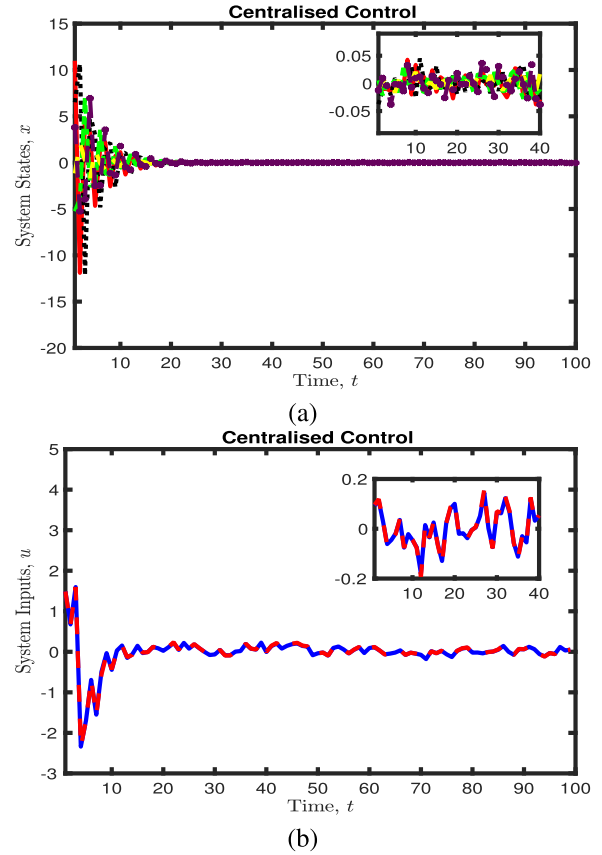 Centralised Control
15
10
5
0
-5
-10
-15
-20
System States, x
0.05
0
-0.05
10 20 30 40
10 20 30 40 50 60 70 80 90 100
Time, t
(a)
Centralised Control
5
4
3
2
1
0
-1
-2
-3
System Inputs, u
0.2
0
-0.2
10 20 30 40
10 20 30 40 50 60 70 80 90 100
Time, t
(b)